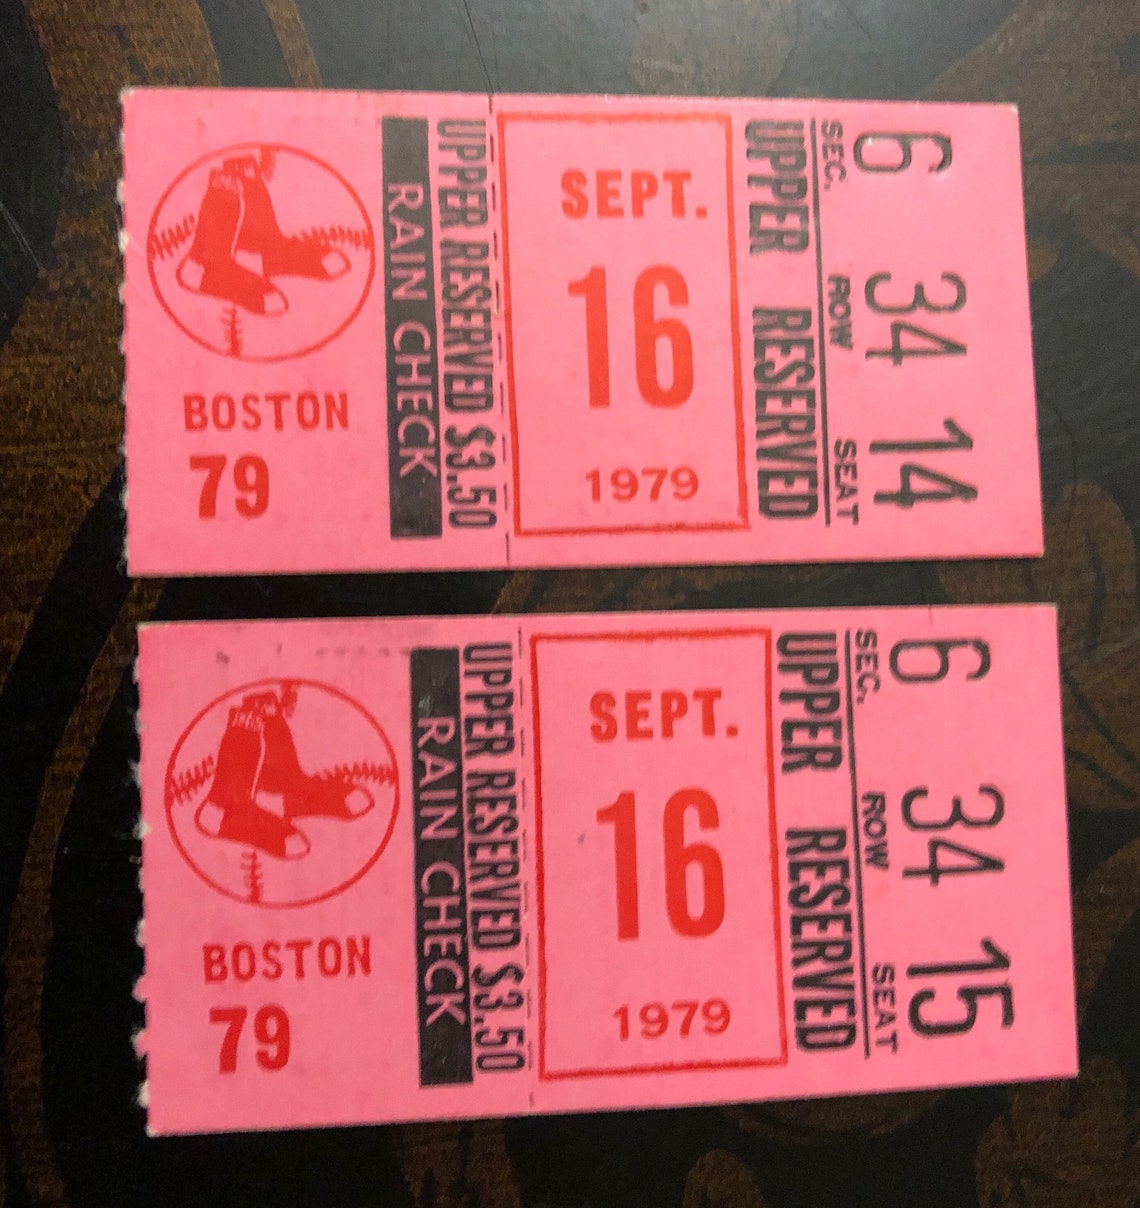 BOSTON
79
RAIN CHECK
UPPER RESERVED $3.50
SEPT.
16
1979
UPPER RESERVED
SEC. ROW SEAT
6 34 14
BOSTON
79
RAIN CHECK
UPPER RESERVED $3.50
SEPT.
16
1979
UPPER RESERVED
SEC. ROW SEAT
6 34 15